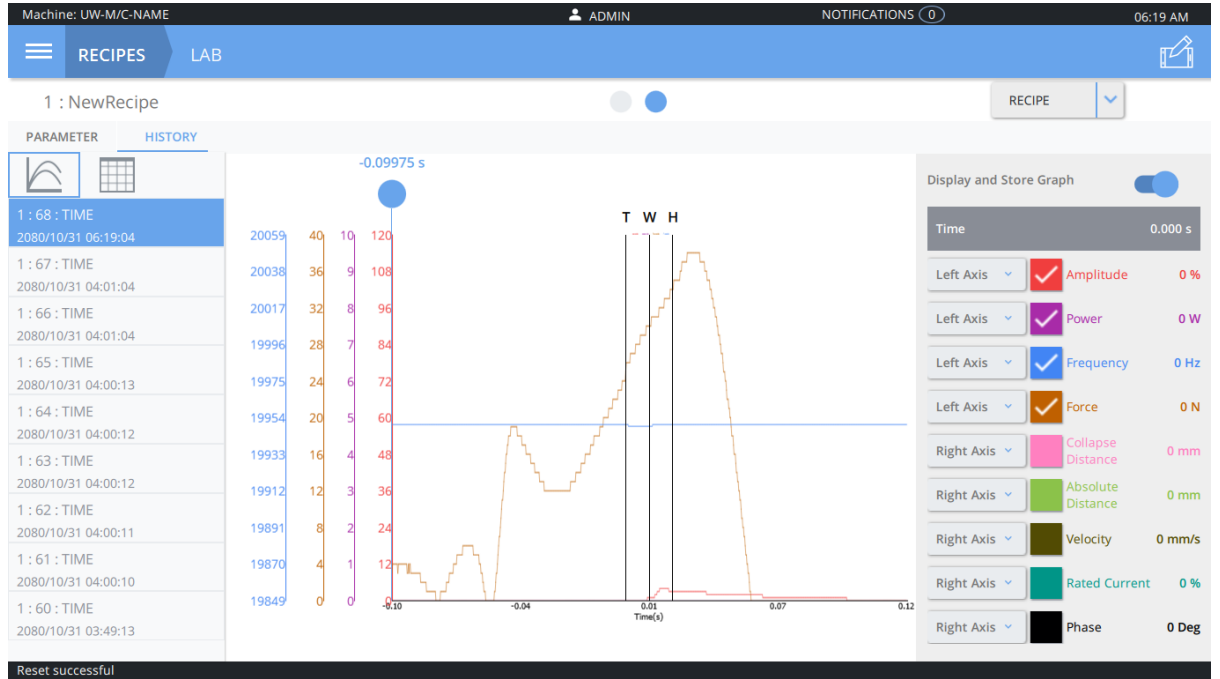 Machine: UW-M/C-NAME ADMIN NOTIFICATIONS 0 06:19 AM
RECIPES LAB
1 : NewRecipe RECIPE
PARAMETER HISTORY
1 : 68 : TIME
2080/10/31 06:19:04
1 : 67 : TIME
2080/10/31 04:01:04
1 : 66 : TIME
2080/10/31 04:01:04
1 : 65 : TIME
2080/10/31 04:00:13
1 : 64 : TIME
2080/10/31 04:00:12
1 : 63 : TIME
2080/10/31 04:00:12
1 : 62 : TIME
2080/10/31 04:00:11
1 : 61 : TIME
2080/10/31 04:00:10
1 : 60 : TIME
2080/10/31 03:49:13
-0.09975 s
T W H
20059 40 10 120
20038 36 9 108
20017 32 8 96
19996 28 7 84
19975 24 6 72
19954 20 5 60
19933 16 4 48
19912 12 3 36
19891 8 2 24
19870 4 1 12
19849 0 0 0
-0.10 -0.04 0.01 0.07 0.12
Time(s)
Display and Store Graph
Time 0.000 s
Left Axis Amplitude 0 %
Left Axis Power 0 W
Left Axis Frequency 0 Hz
Left Axis Force 0 N
Right Axis Collapse Distance 0 mm
Right Axis Absolute Distance 0 mm
Right Axis Velocity 0 mm/s
Right Axis Rated Current 0 %
Right Axis Phase 0 Deg
Reset successful